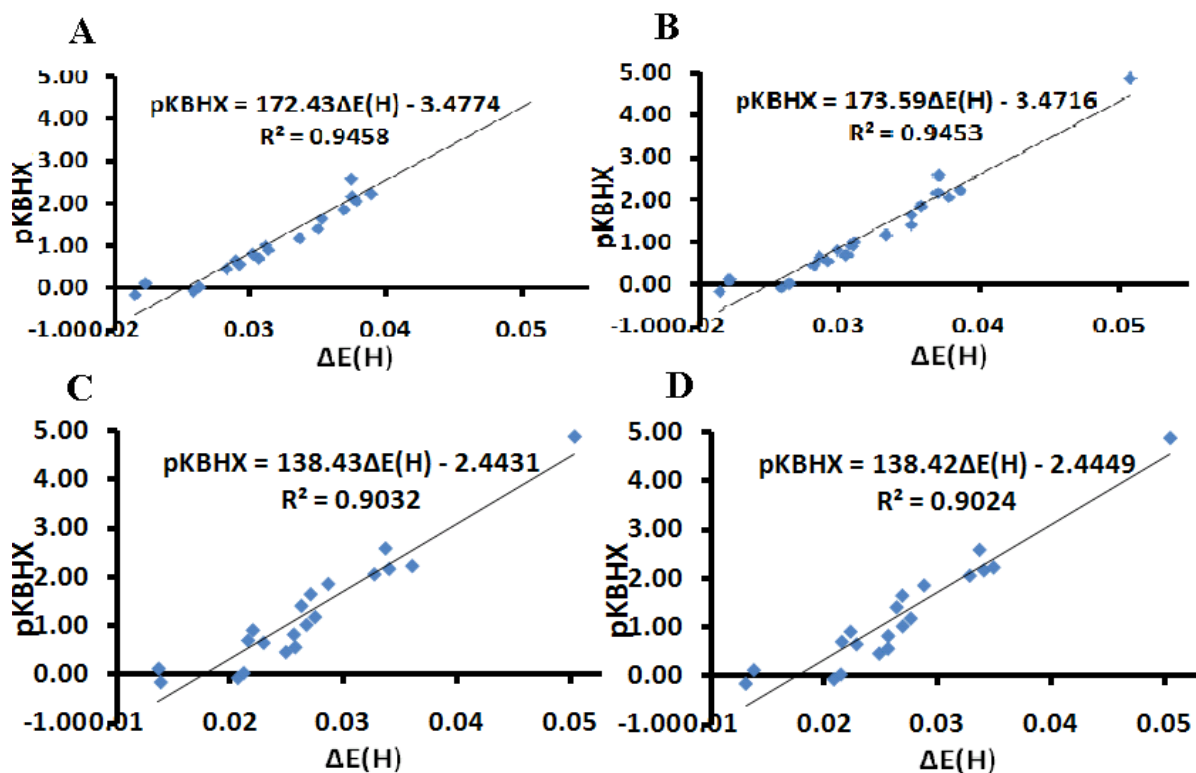 A
5.00
4.00
3.00
2.00
1.00
0.00
-1.000.02
0.03
0.04
0.05
pKBHX
pKBHX = 172.43ΔE(H) - 3.4774
R² = 0.9458
ΔE(H)
B
5.00
4.00
3.00
2.00
1.00
0.00
-1.000.02
0.03
0.04
0.05
pKBHX
pKBHX = 173.59ΔE(H) - 3.4716
R² = 0.9453
ΔE(H)
C
5.00
4.00
3.00
2.00
1.00
0.00
-1.000.01
0.02
0.03
0.04
0.05
pKBHX
pKBHX = 138.43ΔE(H) - 2.4431
R² = 0.9032
ΔE(H)
D
5.00
4.00
3.00
2.00
1.00
0.00
-1.000.01
0.02
0.03
0.04
0.05
pKBHX
pKBHX = 138.42ΔE(H) - 2.4449
R² = 0.9024
ΔE(H)